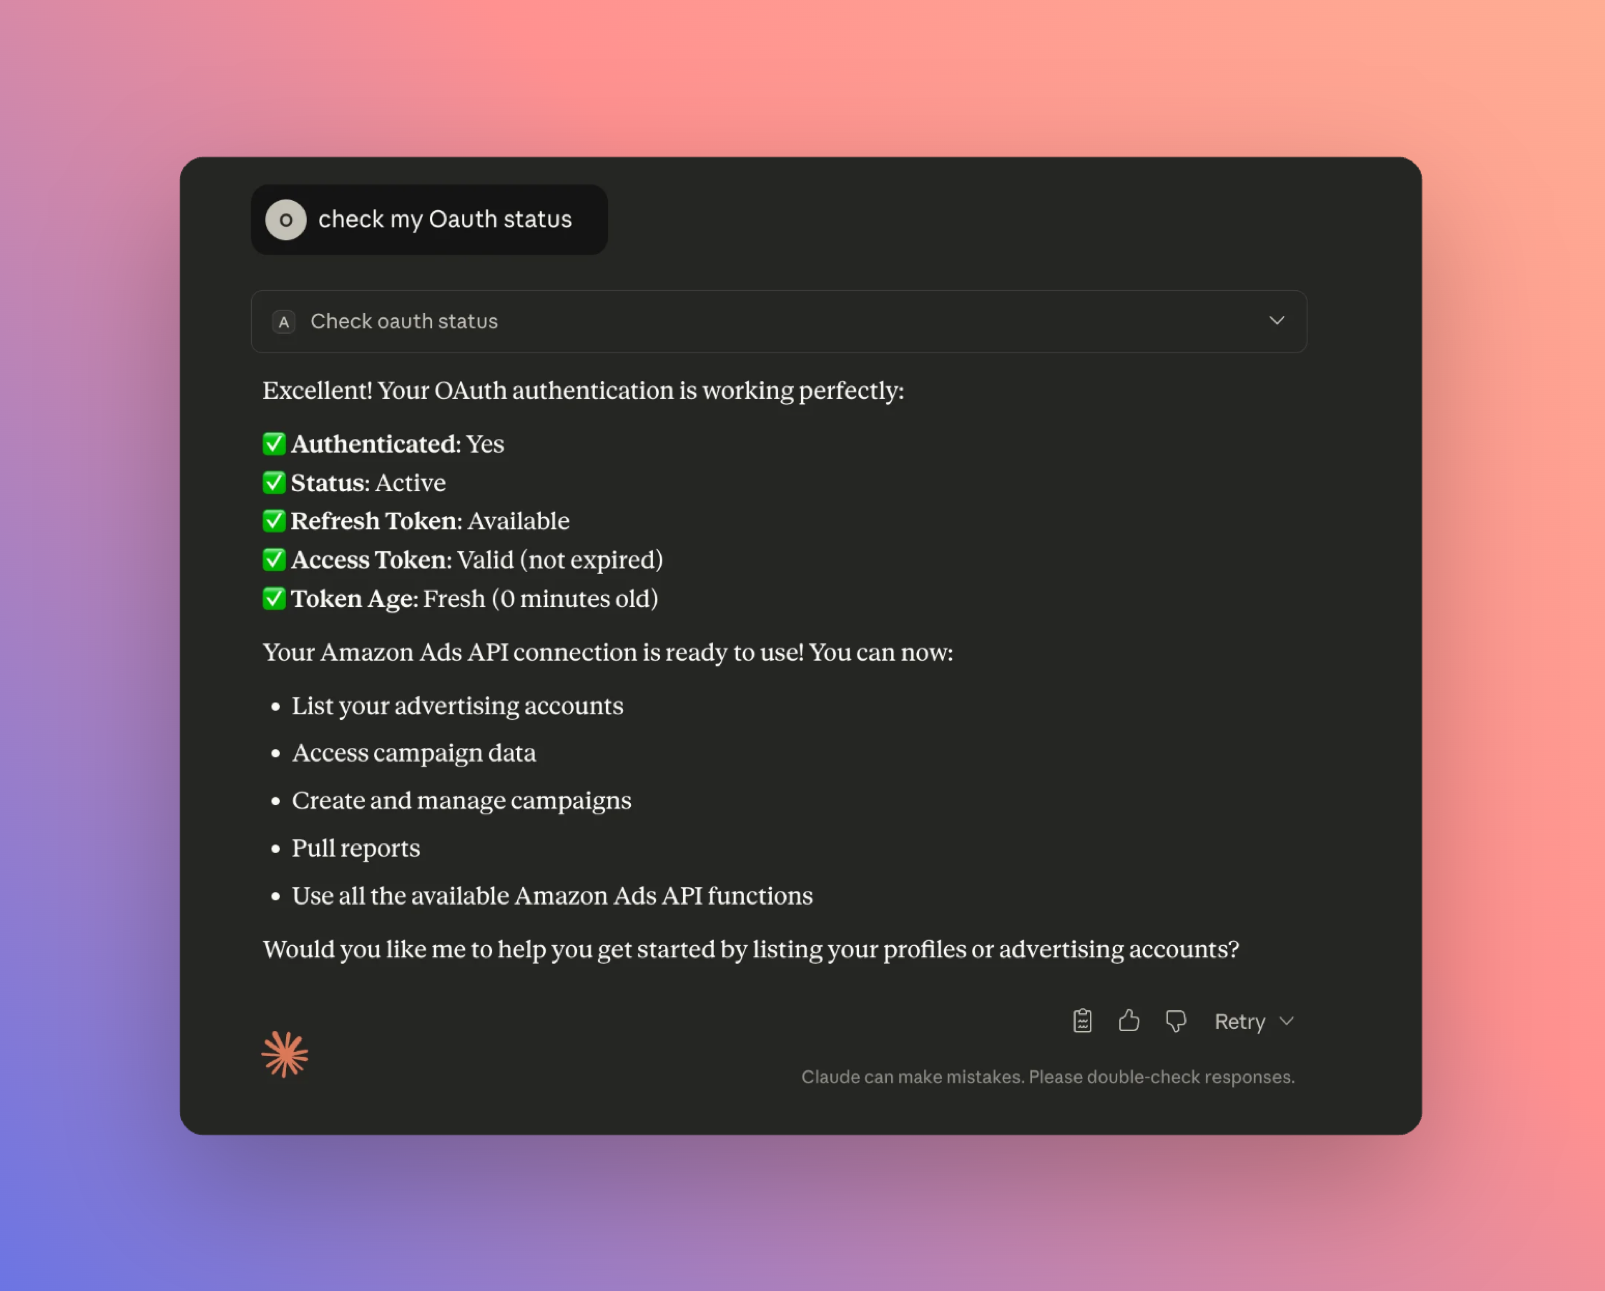 O check my Oauth status
A Check oauth status
Excellent! Your OAuth authentication is working perfectly:
✅ Authenticated: Yes
✅ Status: Active
✅ Refresh Token: Available
✅ Access Token: Valid (not expired)
✅ Token Age: Fresh (0 minutes old)
Your Amazon Ads API connection is ready to use! You can now:
• List your advertising accounts
• Access campaign data
• Create and manage campaigns
• Pull reports
• Use all the available Amazon Ads API functions
Would you like me to help you get started by listing your profiles or advertising accounts?
Retry
Claude can make mistakes. Please double-check responses.